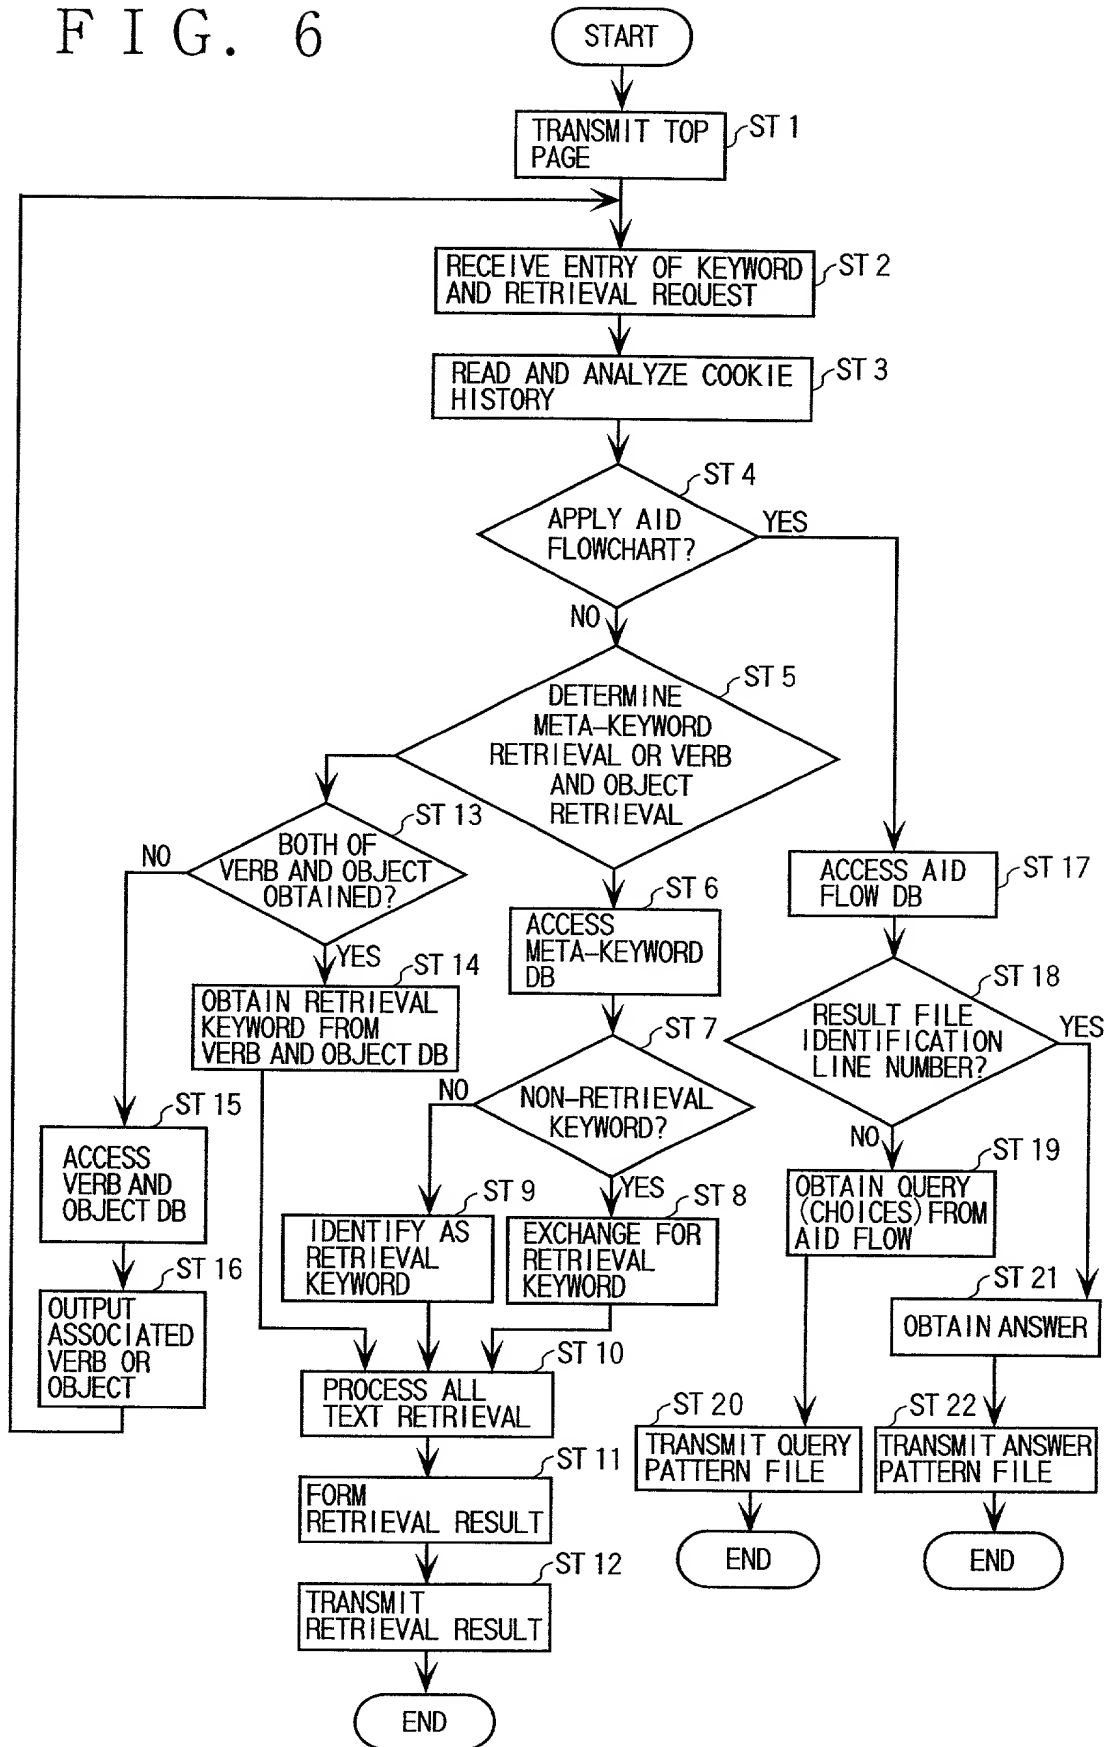 FIG. 6
START
ST 1
TRANSMIT TOP
PAGE
ST 2
RECEIVE ENTRY OF KEYWORD
AND RETRIEVAL REQUEST
ST 3
READ AND ANALYZE COOKIE
HISTORY
ST 4
APPLY AID
FLOWCHART?
YES
NO
ST 5
DETERMINE
META-KEYWORD
RETRIEVAL OR VERB
AND OBJECT
RETRIEVAL
ST 13
BOTH OF
VERB AND OBJECT
OBTAINED?
NO
YES
ST 6
ACCESS
META-KEYWORD
DB
ST 17
ACCESS AID
FLOW DB
ST 14
OBTAIN RETRIEVAL
KEYWORD FROM
VERB AND OBJECT DB
ST 7
NON-RETRIEVAL
KEYWORD?
NO
YES
ST 18
RESULT FILE
IDENTIFICATION
LINE NUMBER?
YES
NO
ST 15
ACCESS
VERB AND
OBJECT DB
ST 9
IDENTIFY AS
RETRIEVAL
KEYWORD
ST 8
EXCHANGE FOR
RETRIEVAL
KEYWORD
ST 19
OBTAIN QUERY
(CHOICES) FROM
AID FLOW
ST 16
OUTPUT
ASSOCIATED
VERB OR
OBJECT
ST 21
OBTAIN ANSWER
ST 10
PROCESS ALL
TEXT RETRIEVAL
ST 20
TRANSMIT QUERY
PATTERN FILE
ST 22
TRANSMIT ANSWER
PATTERN FILE
ST 11
FORM
RETRIEVAL RESULT
END
END
ST 12
TRANSMIT
RETRIEVAL RESULT
END